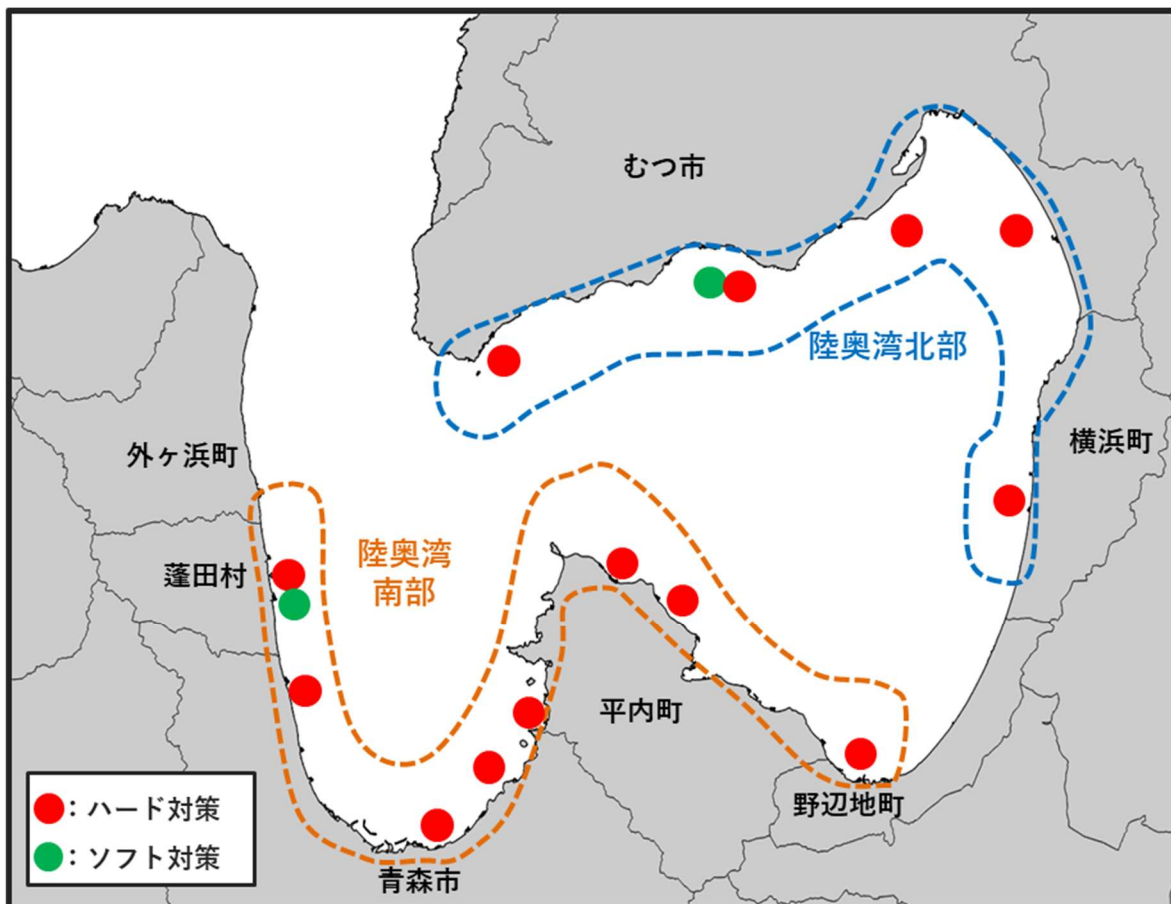 むつ市
陸奥湾北部
外ヶ浜町
横浜町
陸奥湾
南部
蓬田村
平内町
野辺地町
青森市
：ハード対策
：ソフト対策